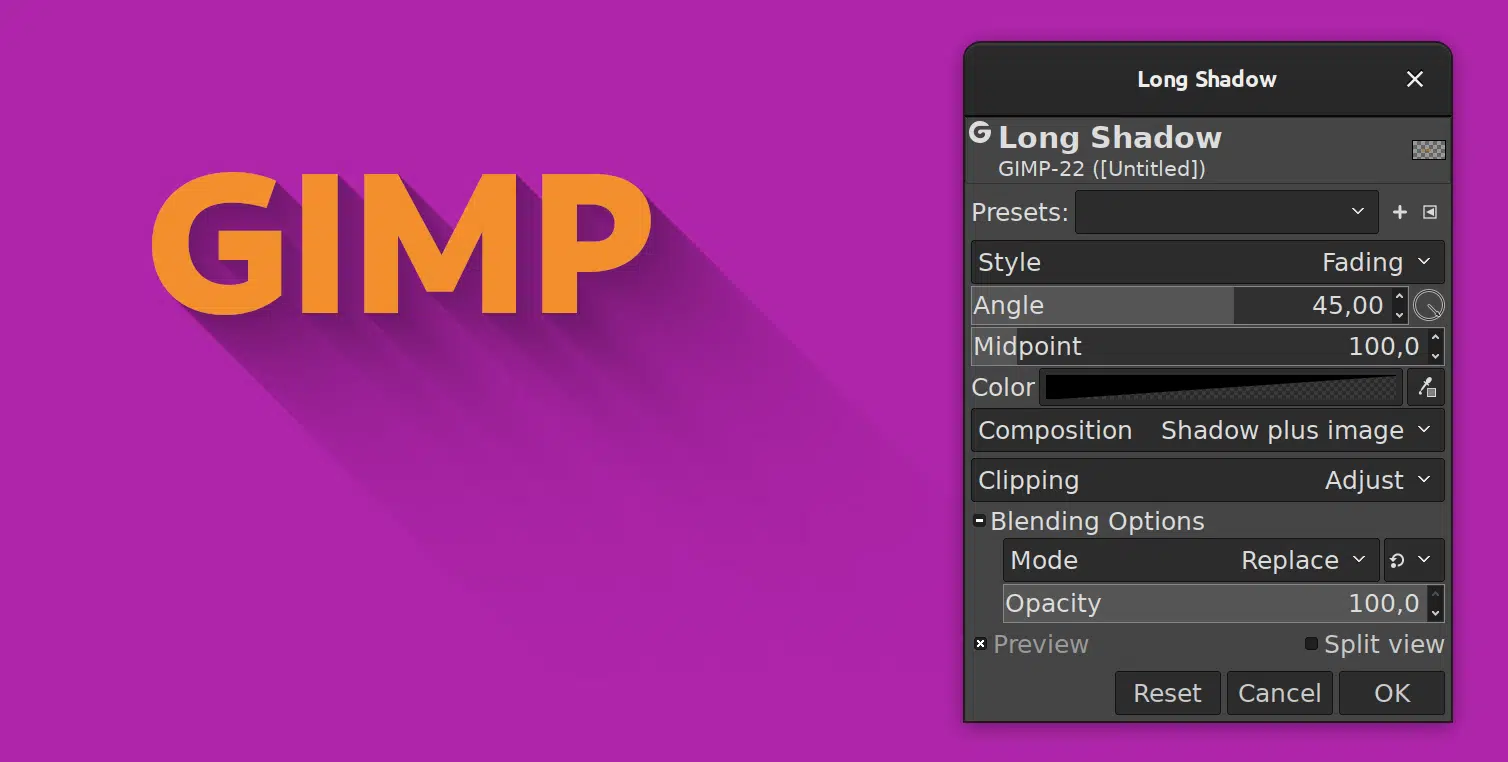 GIMP
Long Shadow
Long Shadow
GIMP-22 ([Untitled])
Presets:
Style Fading
Angle 45,00
Midpoint 100,0
Color
Composition Shadow plus image
Clipping Adjust
Blending Options
Mode Replace
Opacity 100,0
Preview Split view
Reset Cancel OK